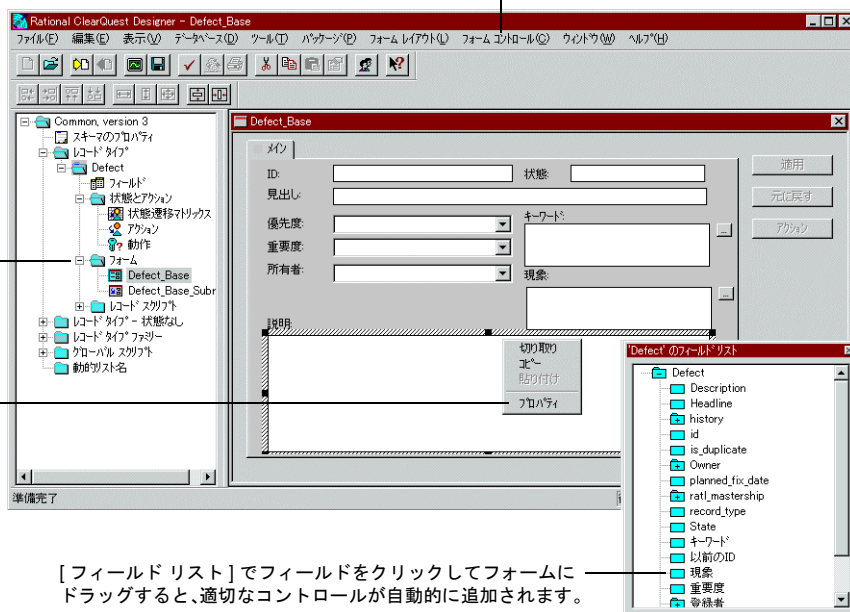 Rational ClearQuest Designer - Defect_Base
ファイル(F) 編集(E) 表示(V) データベース(D) ツール(T) パッケージ(P) フォーム レイアウト(L) フォーム コントロール(C) ウィンドウ(W) ヘルプ(H)
Common, version 3
スキーマのプロパティ
レコード タイプ
Defect
フィールド
状態とアクション
状態遷移マトリックス
アクション
動作
フォーム
Defect_Base
Defect_Base_Subr
レコード スクリプト
レコード タイプ - 状態なし
レコード タイプ ファミリー
グローバル スクリプト
動的リスト名
Defect_Base
メイン
ID:
状態:
見出し:
優先度:
キーワード:
重要度:
所有者:
現象:
説明:
適用
元に戻す
アクション
切り取り
コピー
貼り付け
プロパティ
'Defect' のフィールド リスト
Defect
Description
Headline
history
id
is_duplicate
Owner
planned_fix_date
ratl_mastership
record_type
State
キーワード
以前のID
現象
重要度
登録者
準備完了
[ フィールド リスト ] でフィールドをクリックしてフォームに
ドラッグすると、適切なコントロールが自動的に追加されます。